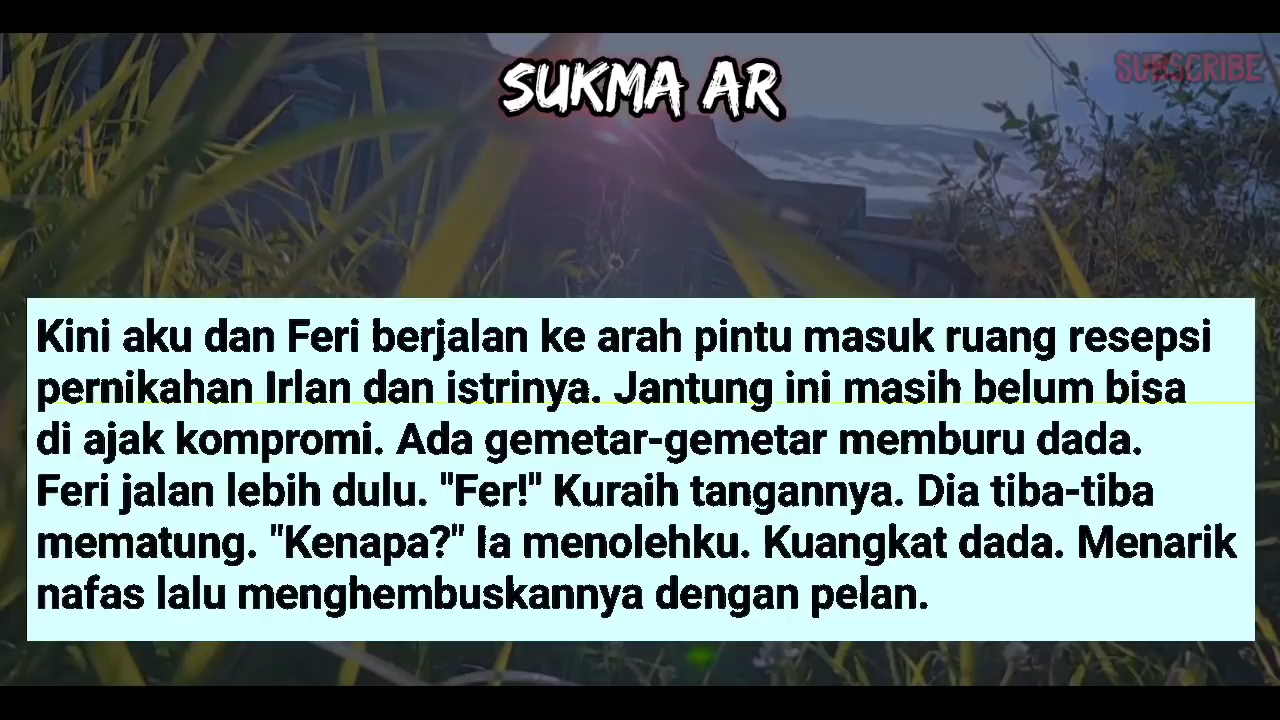 SUKMA AR
SUBSCRIBE
Kini aku dan Feri berjalan ke arah pintu masuk ruang resepsi
pernikahan Irlan dan istrinya. Jantung ini masih belum bisa
di ajak kompromi. Ada gemetar-gemetar memburu dada.
Feri jalan lebih dulu. "Fer!" Kuraih tangannya. Dia tiba-tiba
mematung. "Kenapa?" Ia menolehku. Kuangkat dada. Menarik
nafas lalu menghembuskannya dengan pelan.